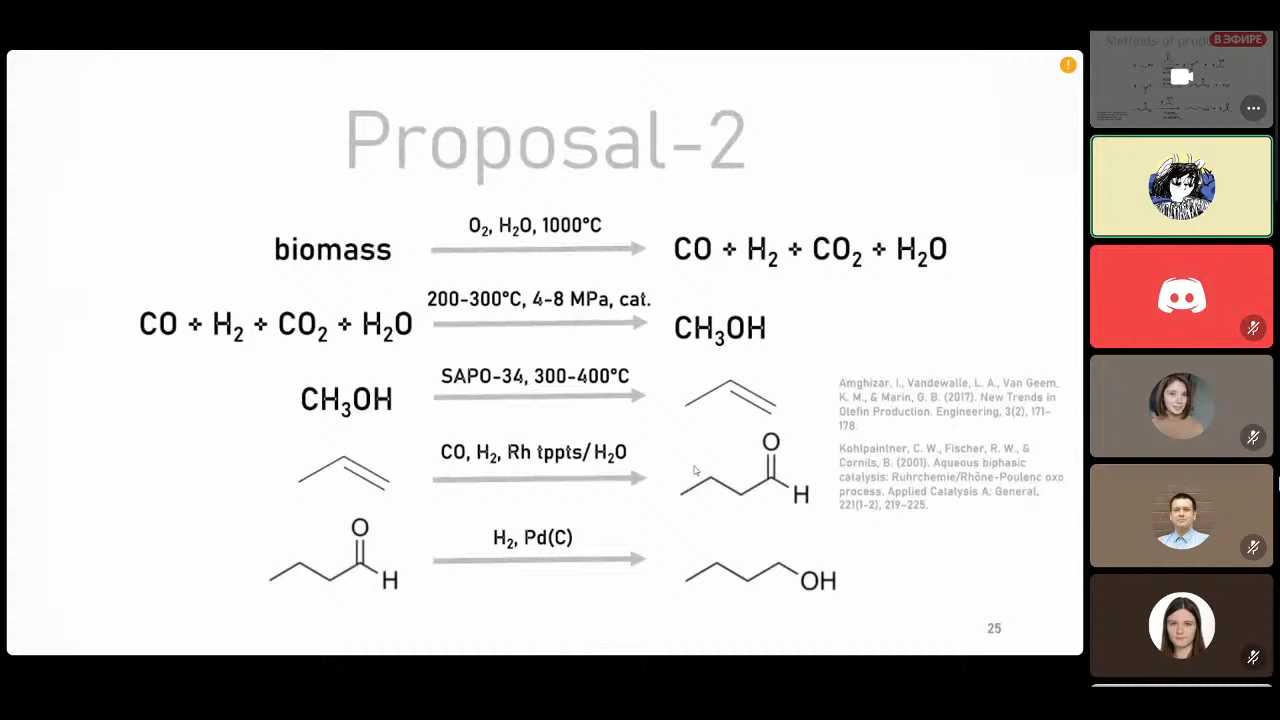 Proposal-2
O₂, H₂O, 1000°C
biomass
CO + H₂ + CO₂ + H₂O
200-300°C, 4-8 MPa, cat.
CO + H₂ + CO₂ + H₂O
CH₃OH
SAPO-34, 300-400°C
CH₃OH
Amghizar, I., Vandewalle, L. A., Van Geem,
K. M., & Marin, G. B. (2017). New Trends in
Olefin Production. Engineering, 3(2), 171–
178.
CO, H₂, Rh tppts/H₂O
O
H
Kohlpaintner, C. W., Fischer, R. W., &
Cornils, B. (2001). Aqueous biphasic
catalysis: Ruhrchemie/Rhône-Poulenc oxo
process. Applied Catalysis A: General,
221(1-2), 219–225.
H₂, Pd(C)
O
H
OH
25
Methods of prod
В ЭФИРЕ